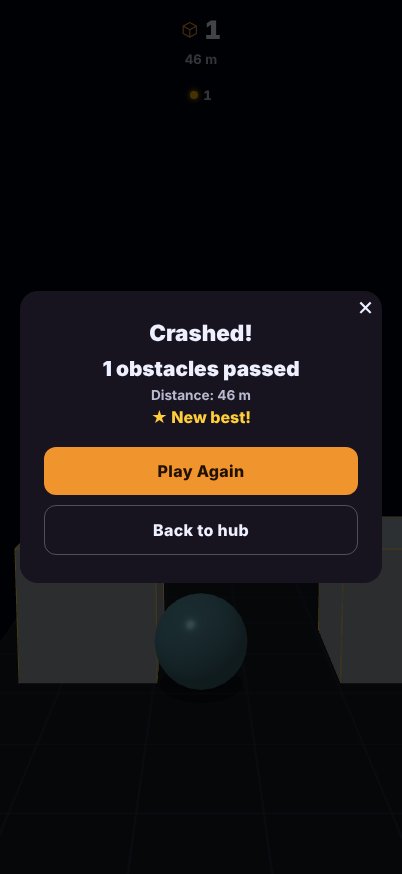 1
46 m
1
Crashed!
1 obstacles passed
Distance: 46 m
★ New best!
Play Again
Back to hub